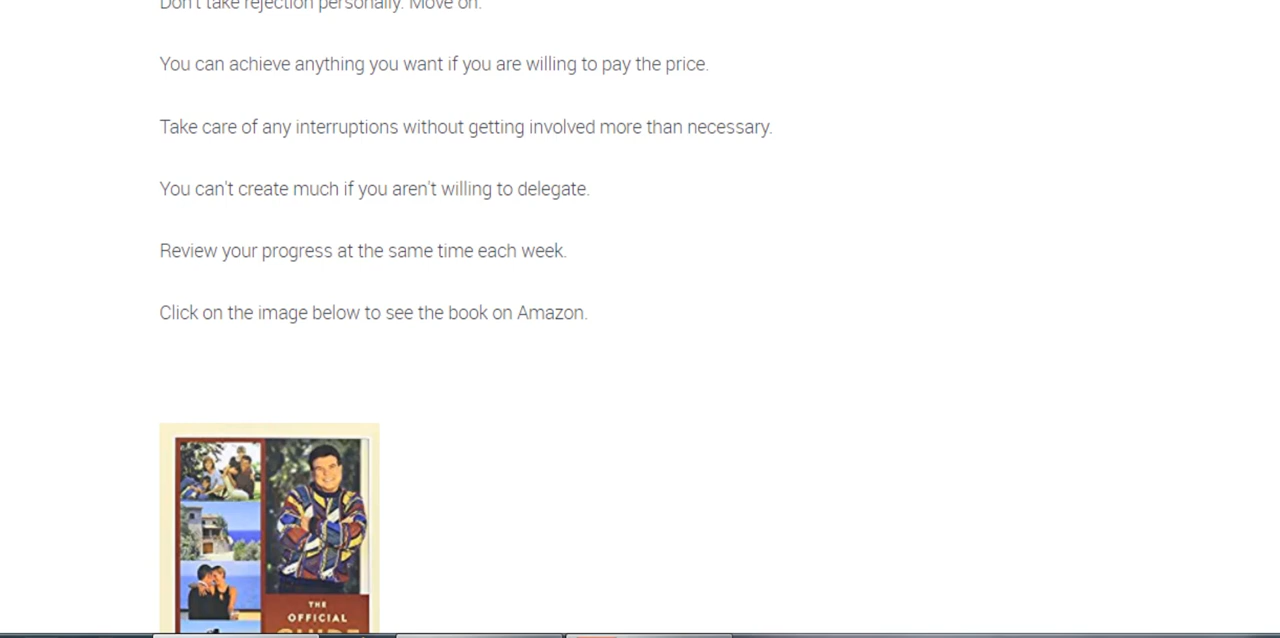 Don't take rejection personally. Move on.
You can achieve anything you want if you are willing to pay the price.
Take care of any interruptions without getting involved more than necessary.
You can't create much if you aren't willing to delegate.
Review your progress at the same time each week.
Click on the image below to see the book on Amazon.
THE
OFFICIAL
GUIDE